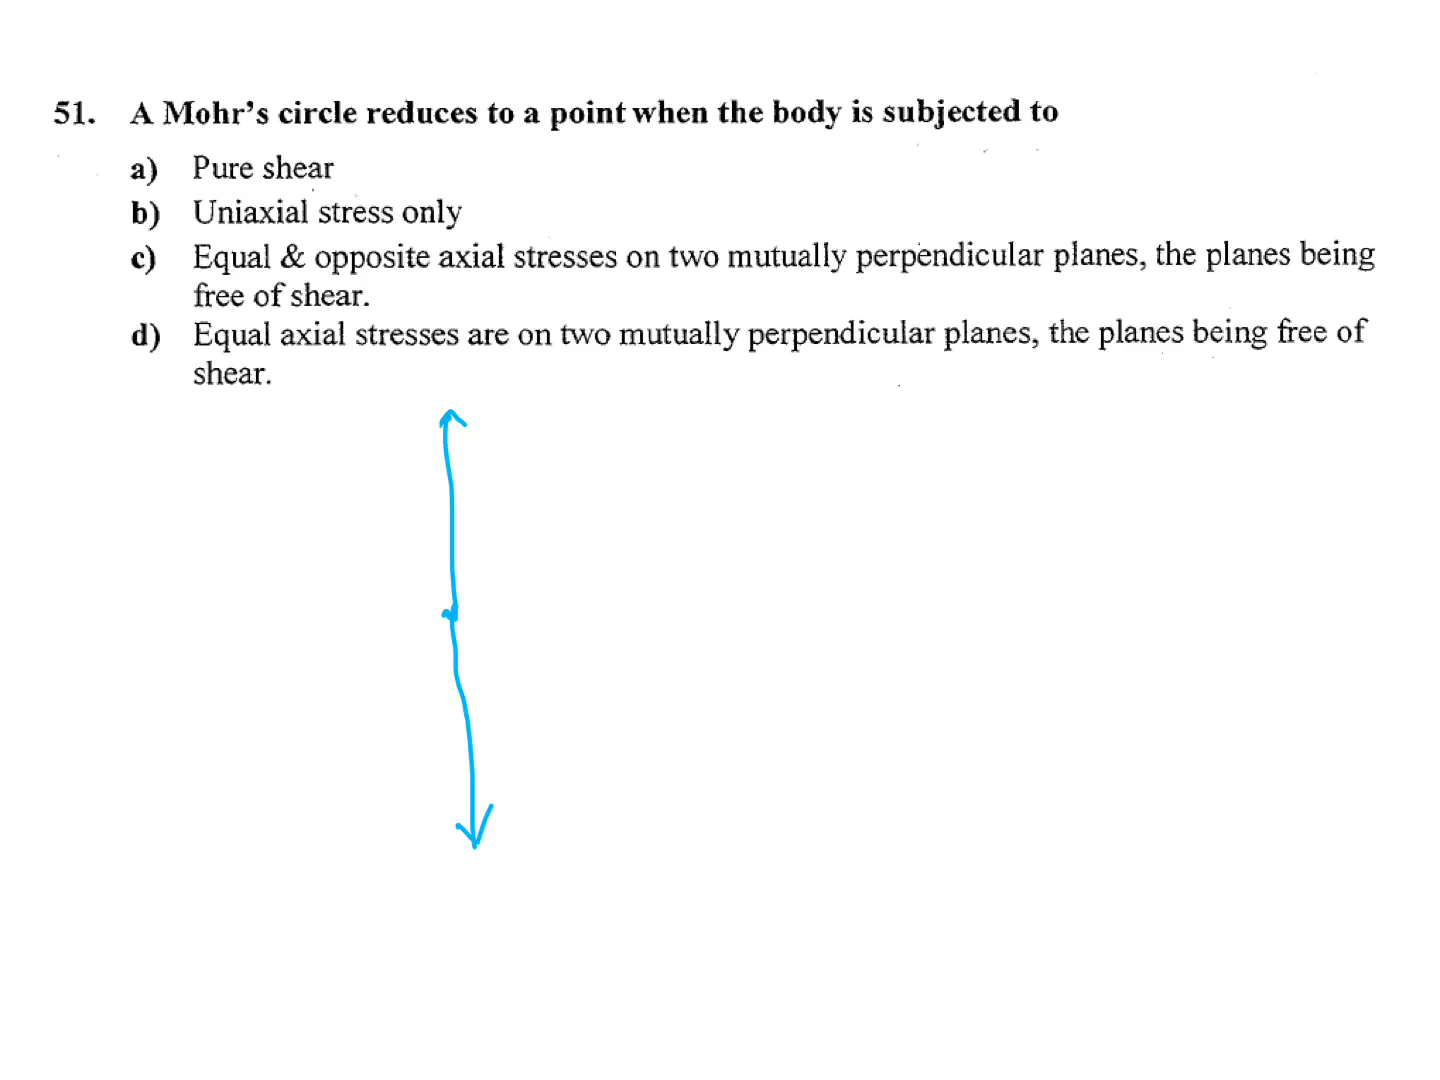 51. A Mohr's circle reduces to a point when the body is subjected to
a) Pure shear
b) Uniaxial stress only
c) Equal & opposite axial stresses on two mutually perpendicular planes, the planes being
free of shear.
d) Equal axial stresses are on two mutually perpendicular planes, the planes being free of
shear.